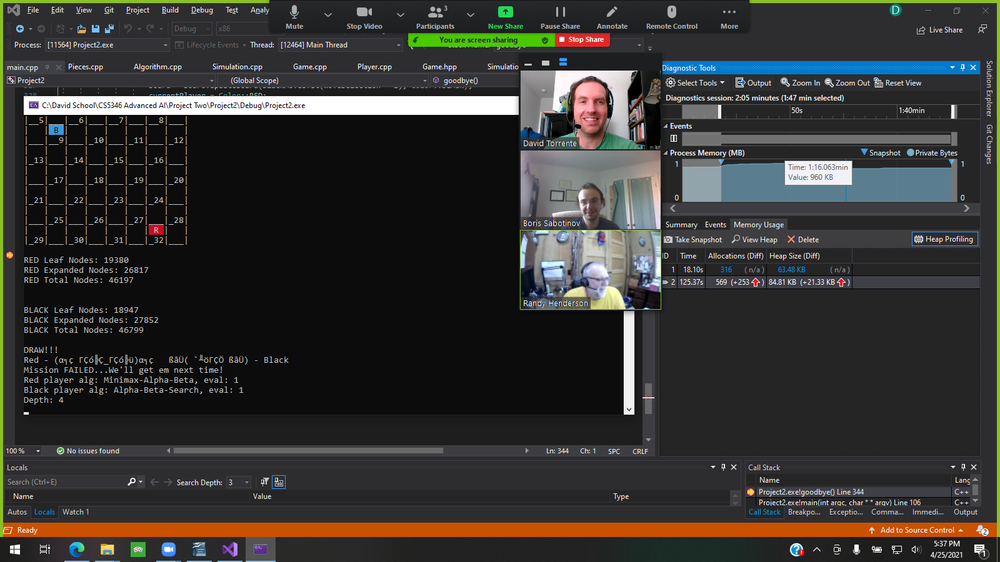 File Edit View Git Project Build Debug Test Analy
Mute
Stop Video
3
Participants
New Share
Pause Share
Annotate
Remote Control
More
D
Debug x86
You are screen sharing
Stop Share
Live Share
Process: [11564] Project2.exe Lifecycle Events Thread: [12464] Main Thread
main.cpp Pieces.cpp Algorithm.cpp Simulation.cpp Game.cpp Player.cpp Game.hpp Simulatio
Project2 (Global Scope) goodbye()
C:\David School\CS5346 Advanced AI\Project Two\Project2\Debug\Project2.exe
|__5|___|__6|___|__7|___|__8|___|
B
|___|__9|___|_10|___|_11|___|_12|
|_13|___|_14|___|_15|___|_16|___|
|___|_17|___|_18|___|_19|___|_20|
|_21|___|_22|___|_23|___|_24|___|
|___|_25|___|_26|___|_27|___|_28|
R
|_29|___|_30|___|_31|___|_32|___|
RED Leaf Nodes: 19380
RED Expanded Nodes: 26817
RED Total Nodes: 46197
BLACK Leaf Nodes: 18947
BLACK Expanded Nodes: 27852
BLACK Total Nodes: 46799
DRAW!!!
Red - (α╕ç ΓÇó╠Ç_ΓÇó╠ü)α╕ç ßâÜ( `╨öΓÇÖ ßâÜ) - Black
Mission FAILED...We'll get em next time!
Red player alg: Minimax-Alpha-Beta, eval: 1
Black player alg: Alpha-Beta-Search, eval: 1
Depth: 4
David Torrente
Boris Sabotinov
Randy Henderson
Diagnostic Tools
Select Tools Output Zoom In Zoom Out Reset View
Diagnostics session: 2:05 minutes (1:47 min selected)
50s 1:40min
Events
Process Memory (MB) Snapshot Private Bytes
1 1
Time: 1:16.063min
Value: 960 KB
0 0
Summary Events Memory Usage
Take Snapshot View Heap Delete Heap Profiling
ID Time Allocations (Diff) Heap Size (Diff)
1 18.10s 316 (n/a) 63.48 KB (n/a)
2 125.37s 569 (+253) 84.81 KB (+21.33 KB)
Solution Explorer
Git Changes
100 % No issues found Ln: 344 Ch: 1 SPC CRLF
Locals
Search (Ctrl+E) Search Depth: 3
Name Value Type
Autos Locals Watch 1
Call Stack
Name Lang
Project2.exe!goodbye() Line 344 C++
Project2.exe!main(int argc, char * * argv) Line 106 C++
Call Stack Breakpo... Exceptio... Comma... Immedi... Output
Ready
Add to Source Control
2
5:37 PM
4/25/2021
1